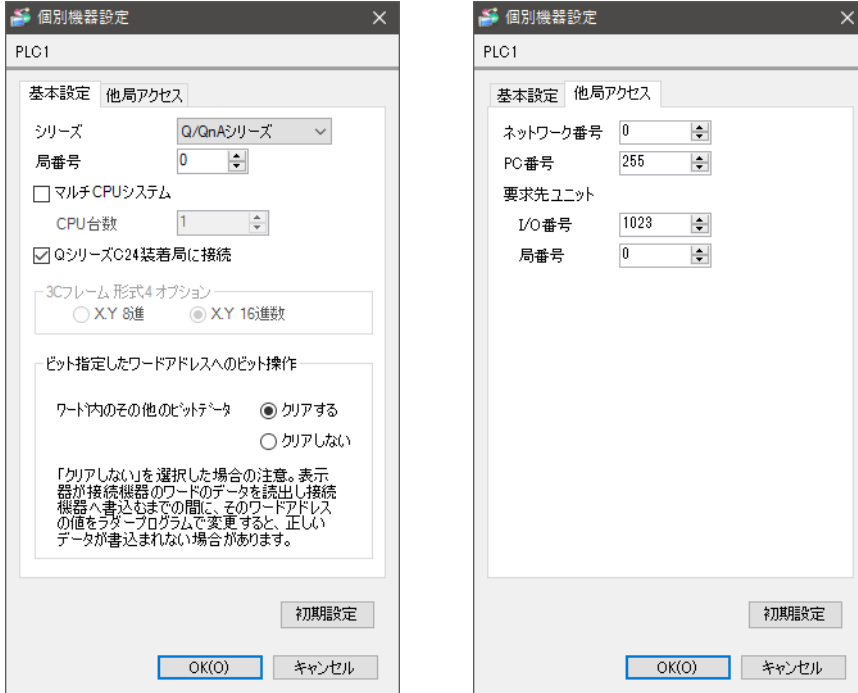 個別機器設定
PLC1
基本設定 他局アクセス
シリーズ Q/QnAシリーズ
局番号 0
マルチCPUシステム
CPU台数 1
QシリーズC24装着局に接続
3Cフレーム 形式4 オプション
X.Y 8進 X.Y 16進数
ビット指定したワードアドレスへのビット操作
ワード内のその他のビットデータ クリアする
クリアしない
「クリアしない」を選択した場合の注意。表示
器が接続機器のワードのデータを読出し接続
機器へ書込むまでの間に、そのワードアドレス
の値をラダープログラムで変更すると、正しい
データが書込まれない場合があります。
初期設定
OK(O) キャンセル
個別機器設定
PLC1
基本設定 他局アクセス
ネットワーク番号 0
PC番号 255
要求先ユニット
I/O番号 1023
局番号 0
初期設定
OK(O) キャンセル